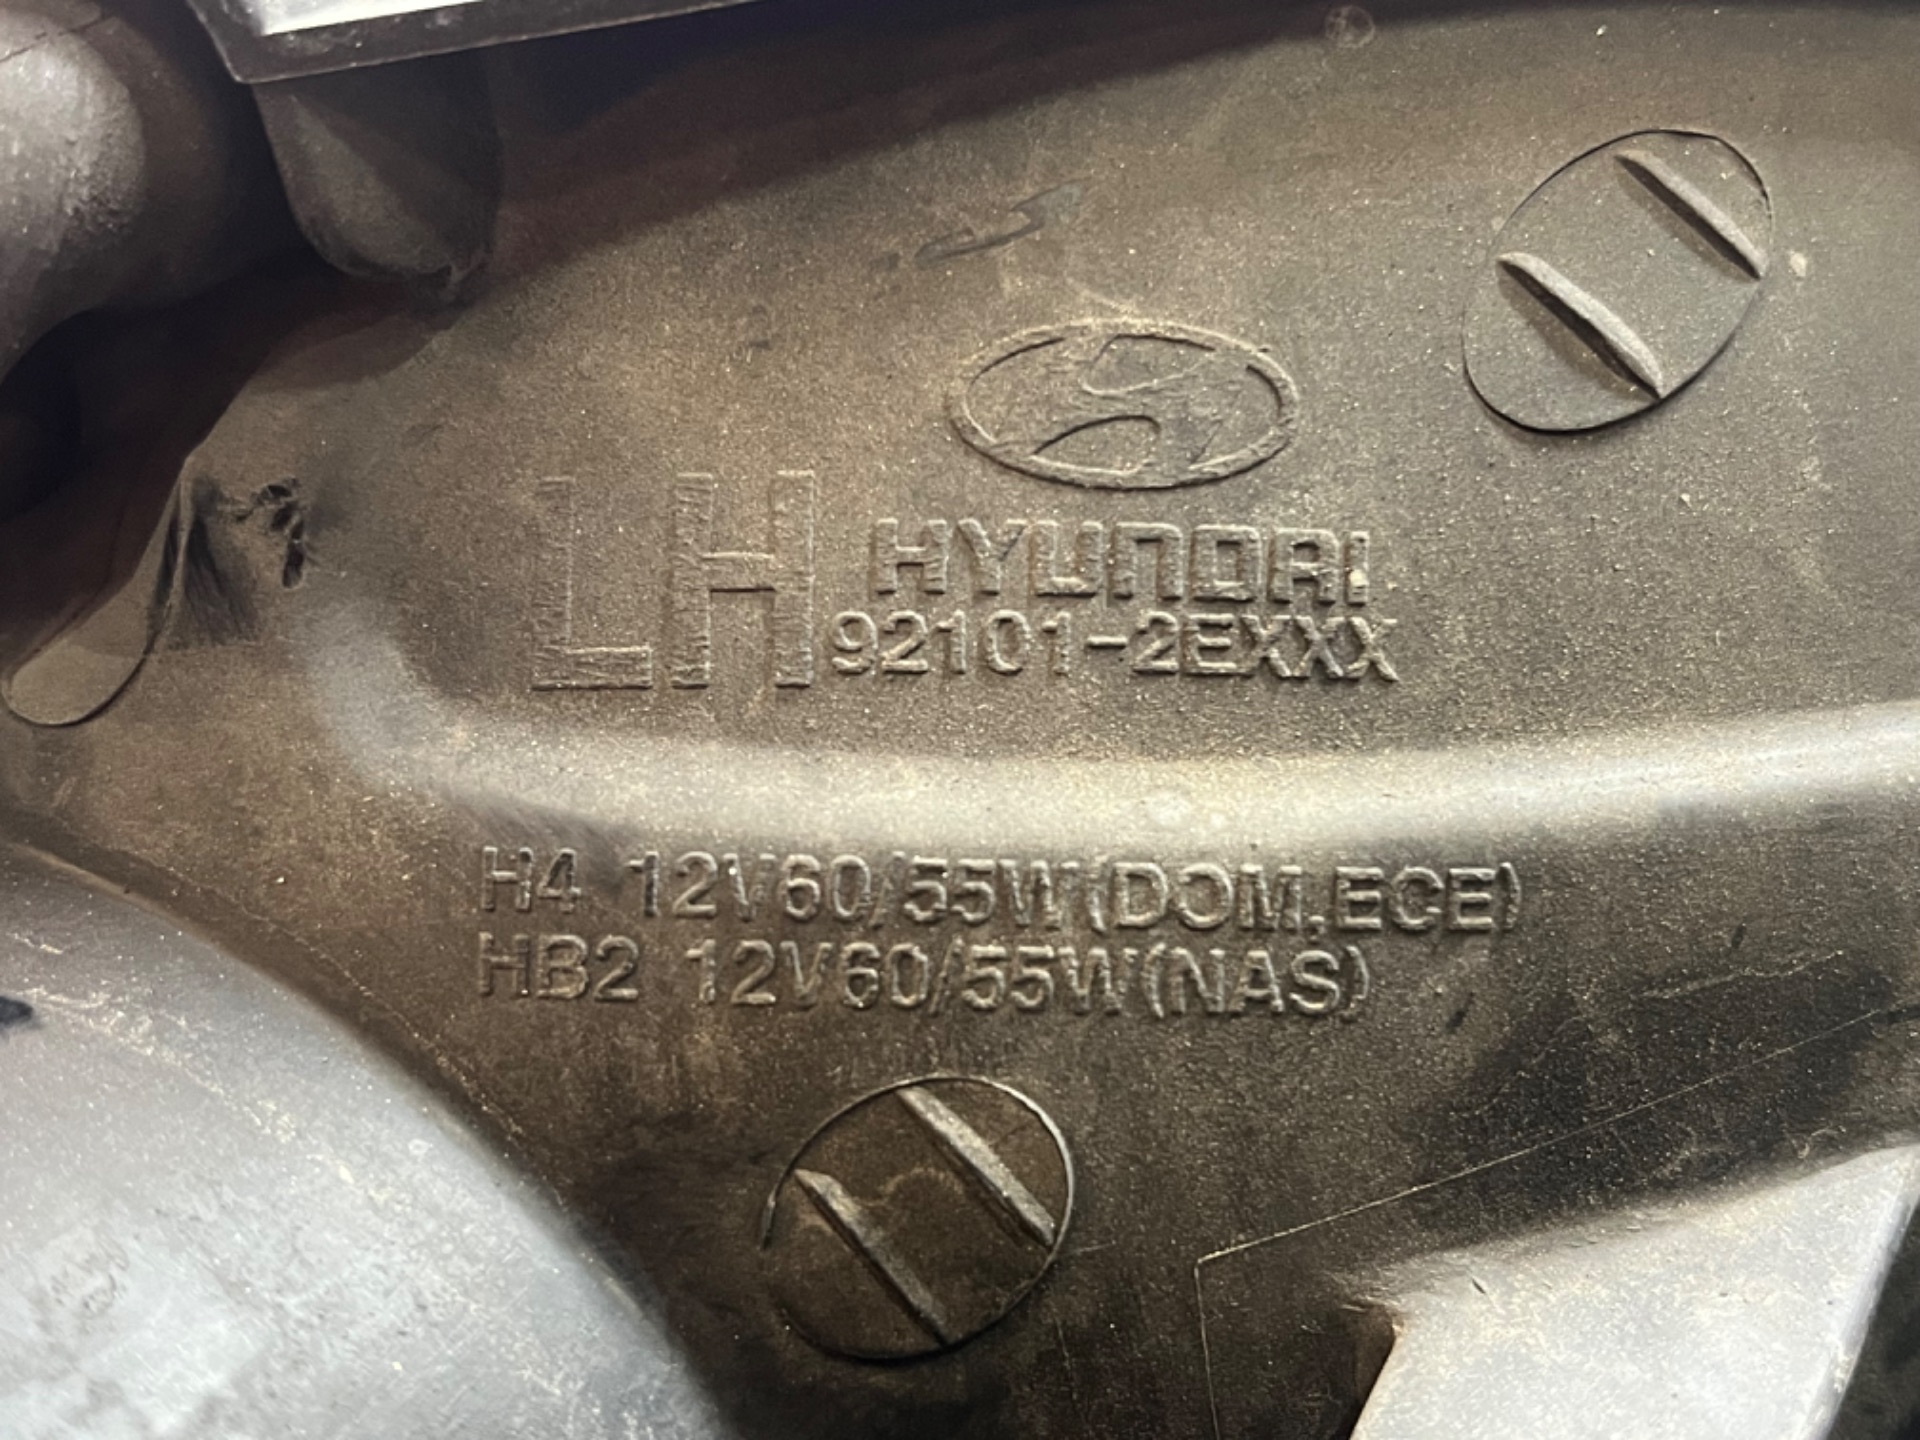 LH HYUNDAI
92101-2EXXX
H4 12V60/55W(DOM,ECE)
HB2 12V60/55W(NAS)